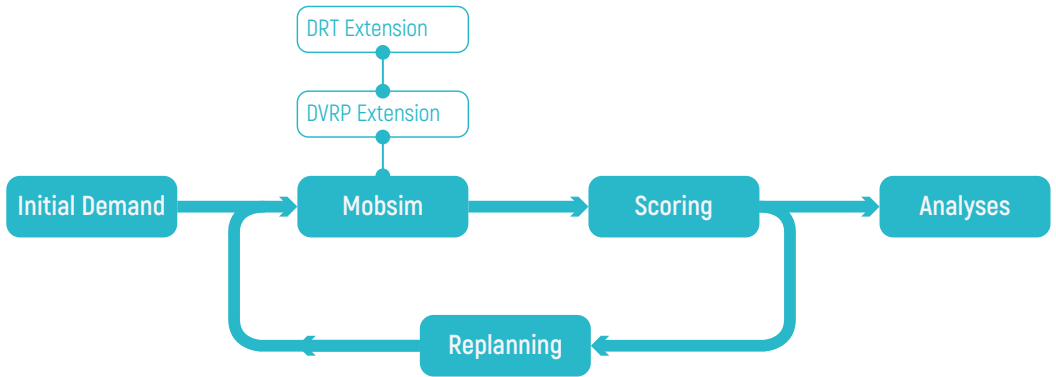 DRT Extension
DVRP Extension
Initial Demand
Mobsim
Scoring
Analyses
Replanning